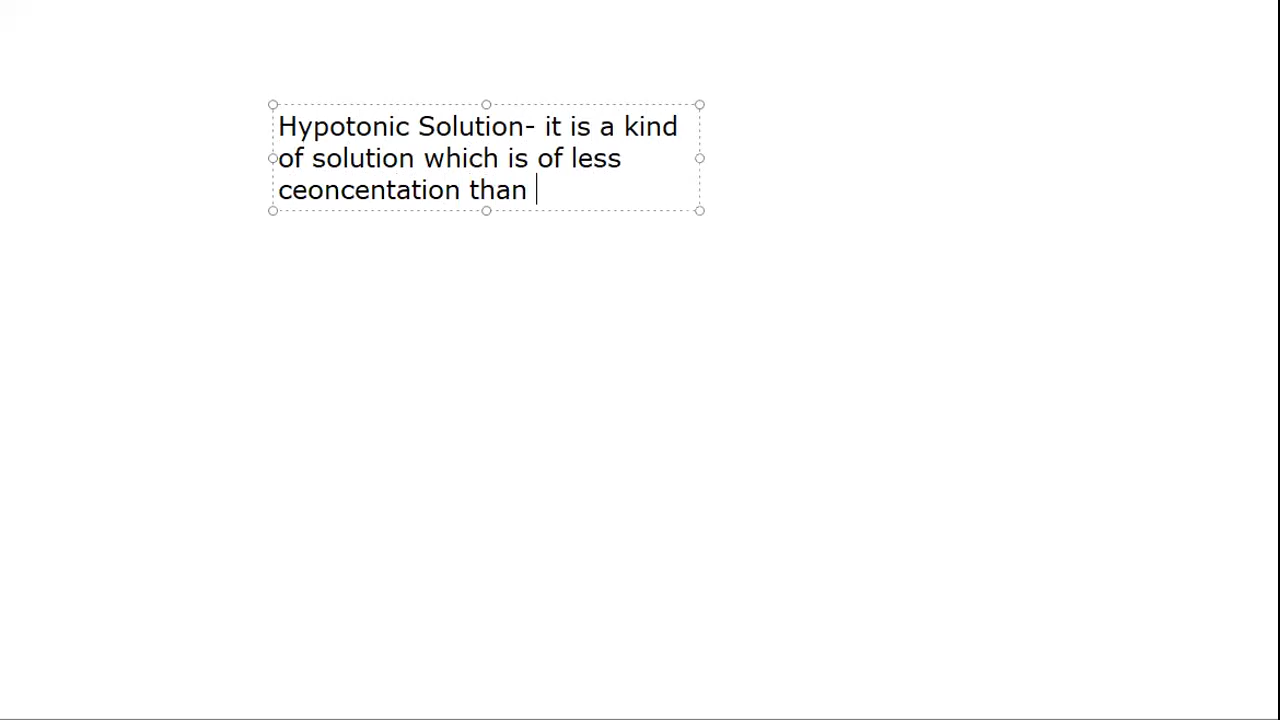 Hypotonic Solution- it is a kind
of solution which is of less
ceoncentation than